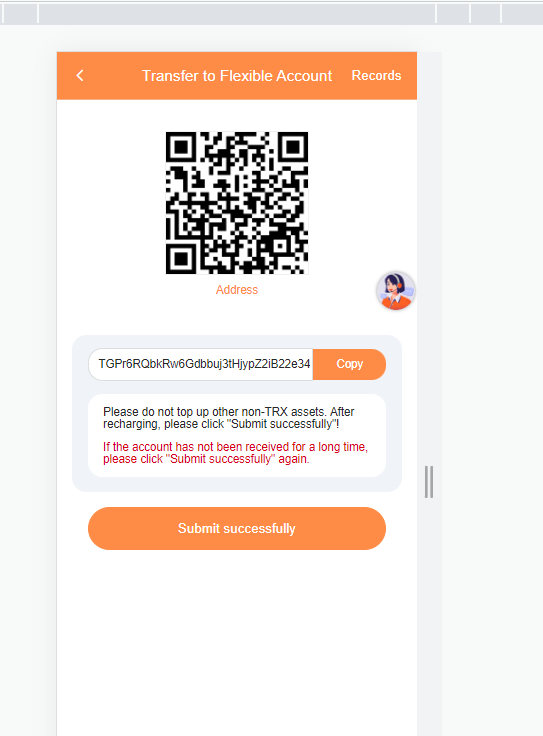 Transfer to Flexible Account Records
Address
TGPr6RQbkRw6Gdbbuj3tHjypZ2iB22e34 Copy
Please do not top up other non-TRX assets. After
recharging, please click "Submit successfully"!
If the account has not been received for a long time,
please click "Submit successfully" again.
Submit successfully